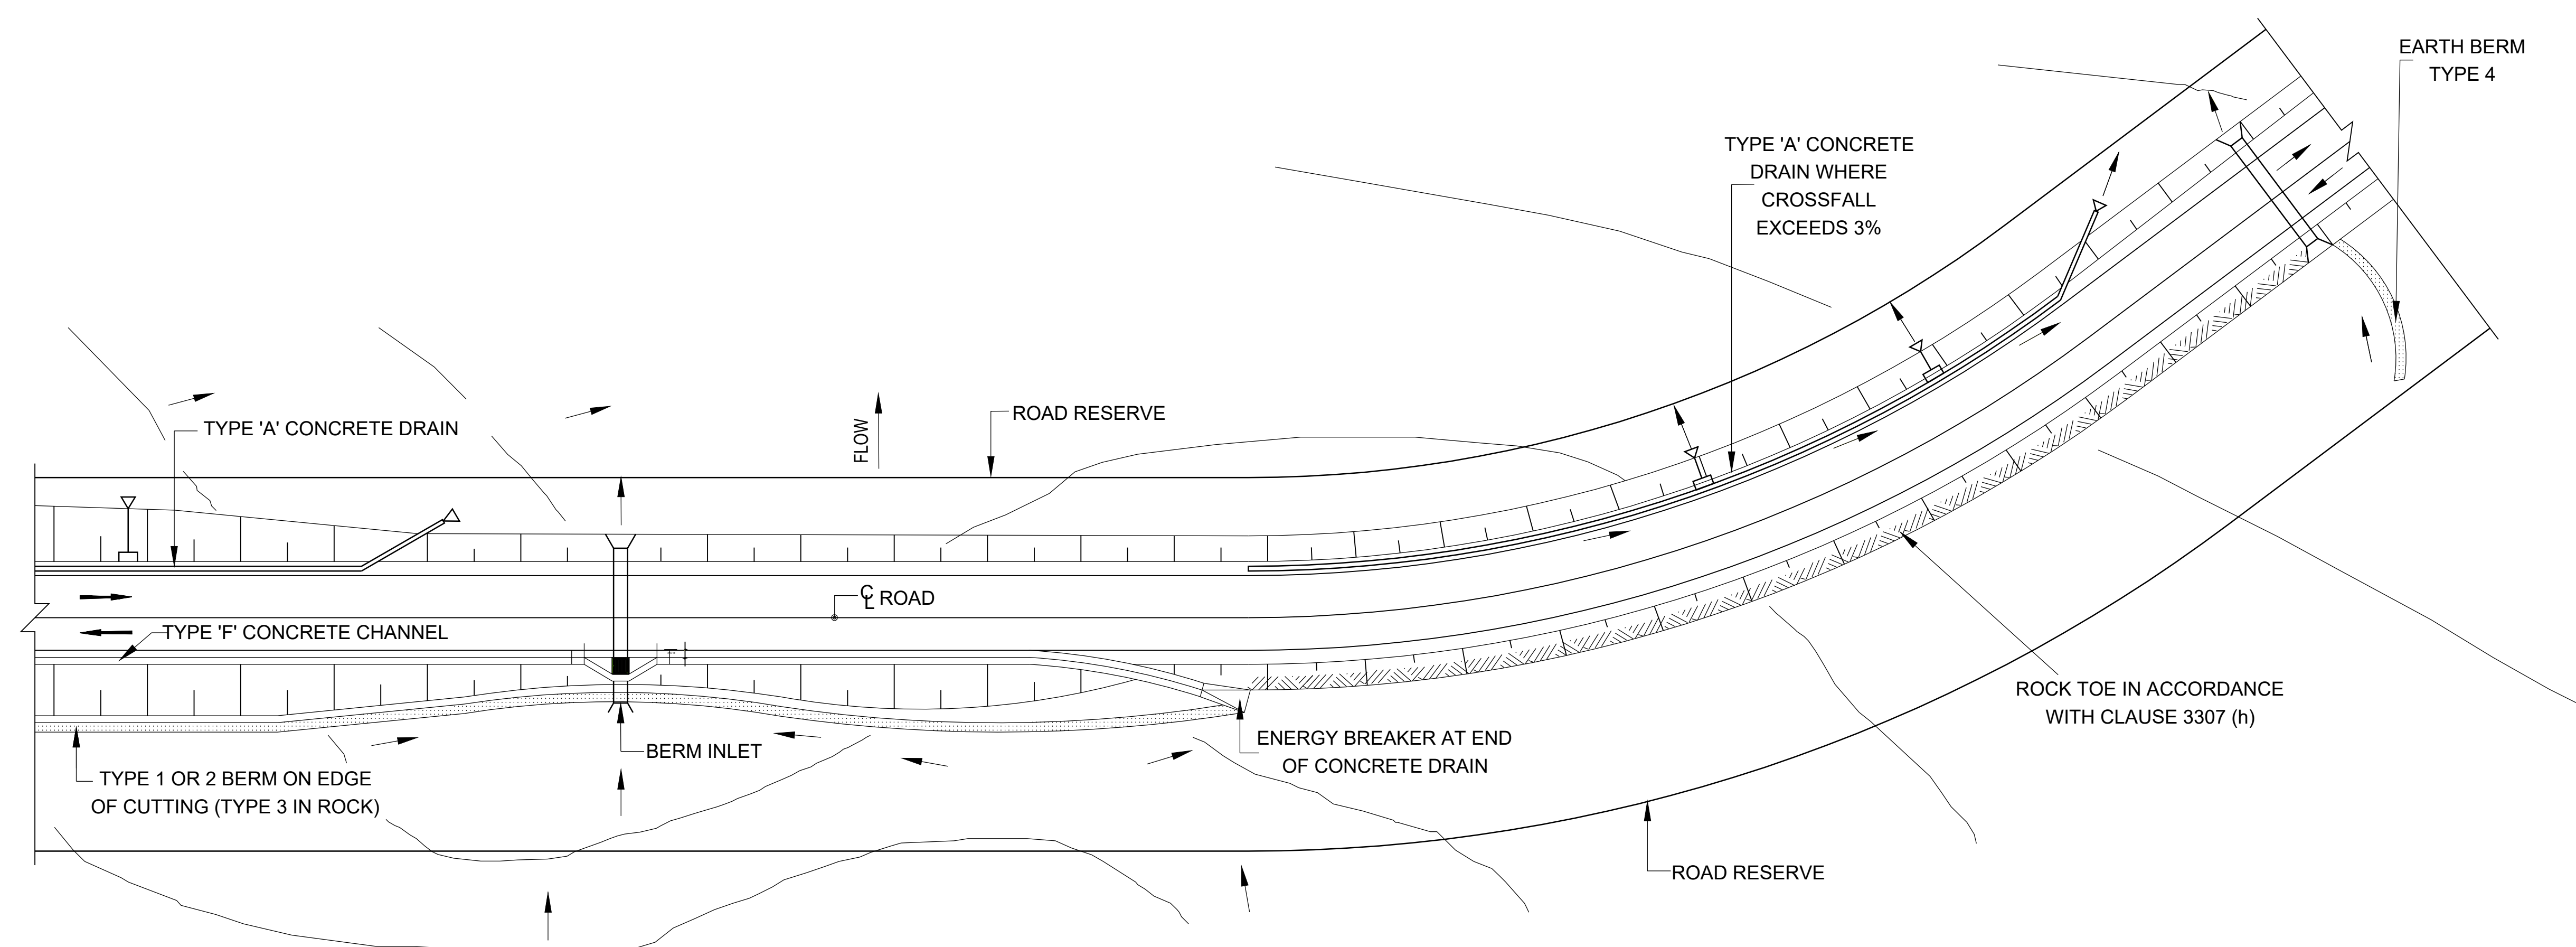 EARTH BERM
TYPE 4
TYPE 'A' CONCRETE
DRAIN WHERE
CROSSFALL
EXCEEDS 3%
ROAD RESERVE
TYPE 'A' CONCRETE DRAIN
FLOW
CL ROAD
TYPE 'F' CONCRETE CHANNEL
ROCK TOE IN ACCORDANCE
WITH CLAUSE 3307 (h)
BERM INLET
ENERGY BREAKER AT END
OF CONCRETE DRAIN
TYPE 1 OR 2 BERM ON EDGE
OF CUTTING (TYPE 3 IN ROCK)
ROAD RESERVE